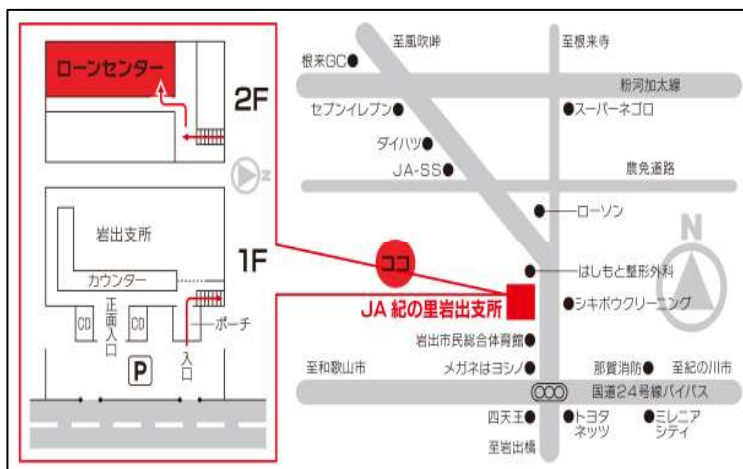 ローンセンター
2F
N
岩出支所
1F
カウンター
CD
正面入口
CD
ポーチ
入口
P
ココ
至風吹峠
至根来寺
根来GC
粉河加太線
セブンイレブン
スーパーネゴロ
ダイハツ
JA-SS
農免道路
ローソン
N
はしもと整形外科
JA紀の里岩出支所
シキボウクリーニング
岩出市民総合体育館
至和歌山市
メガネはヨシノ
那賀消防
至紀の川市
国道24号線バイパス
四天王
トヨタ
ネッツ
ミレニア
シティ
至岩出橋